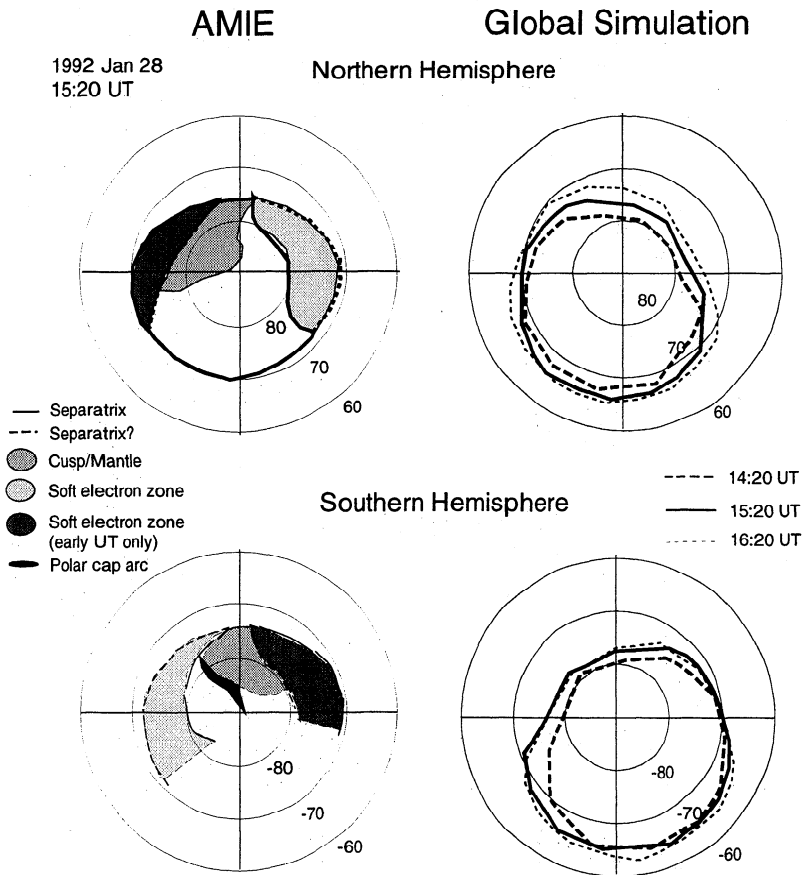 AMIE
Global Simulation
1992 Jan 28
15:20 UT
Northern Hemisphere
80
70
60
80
70
60
Separatrix
Separatrix?
Cusp/Mantle
Soft electron zone
Soft electron zone
(early UT only)
Polar cap arc
Southern Hemisphere
14:20 UT
15:20 UT
16:20 UT
-80
-70
-60
-80
-70
-60